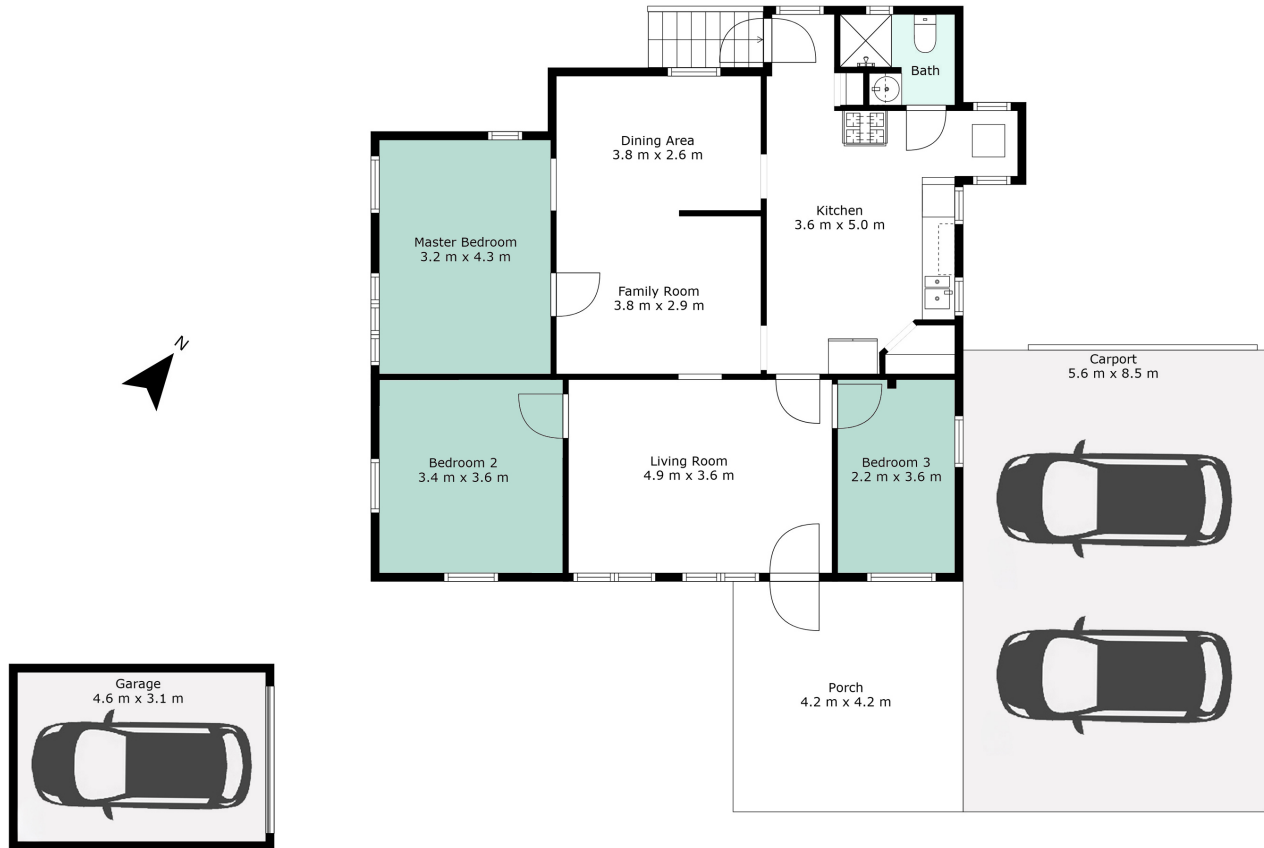 Bath
Dining Area
3.8 m x 2.6 m
Kitchen
3.6 m x 5.0 m
Master Bedroom
3.2 m x 4.3 m
Family Room
3.8 m x 2.9 m
N
Carport
5.6 m x 8.5 m
Bedroom 2
3.4 m x 3.6 m
Living Room
4.9 m x 3.6 m
Bedroom 3
2.2 m x 3.6 m
Garage
4.6 m x 3.1 m
Porch
4.2 m x 4.2 m